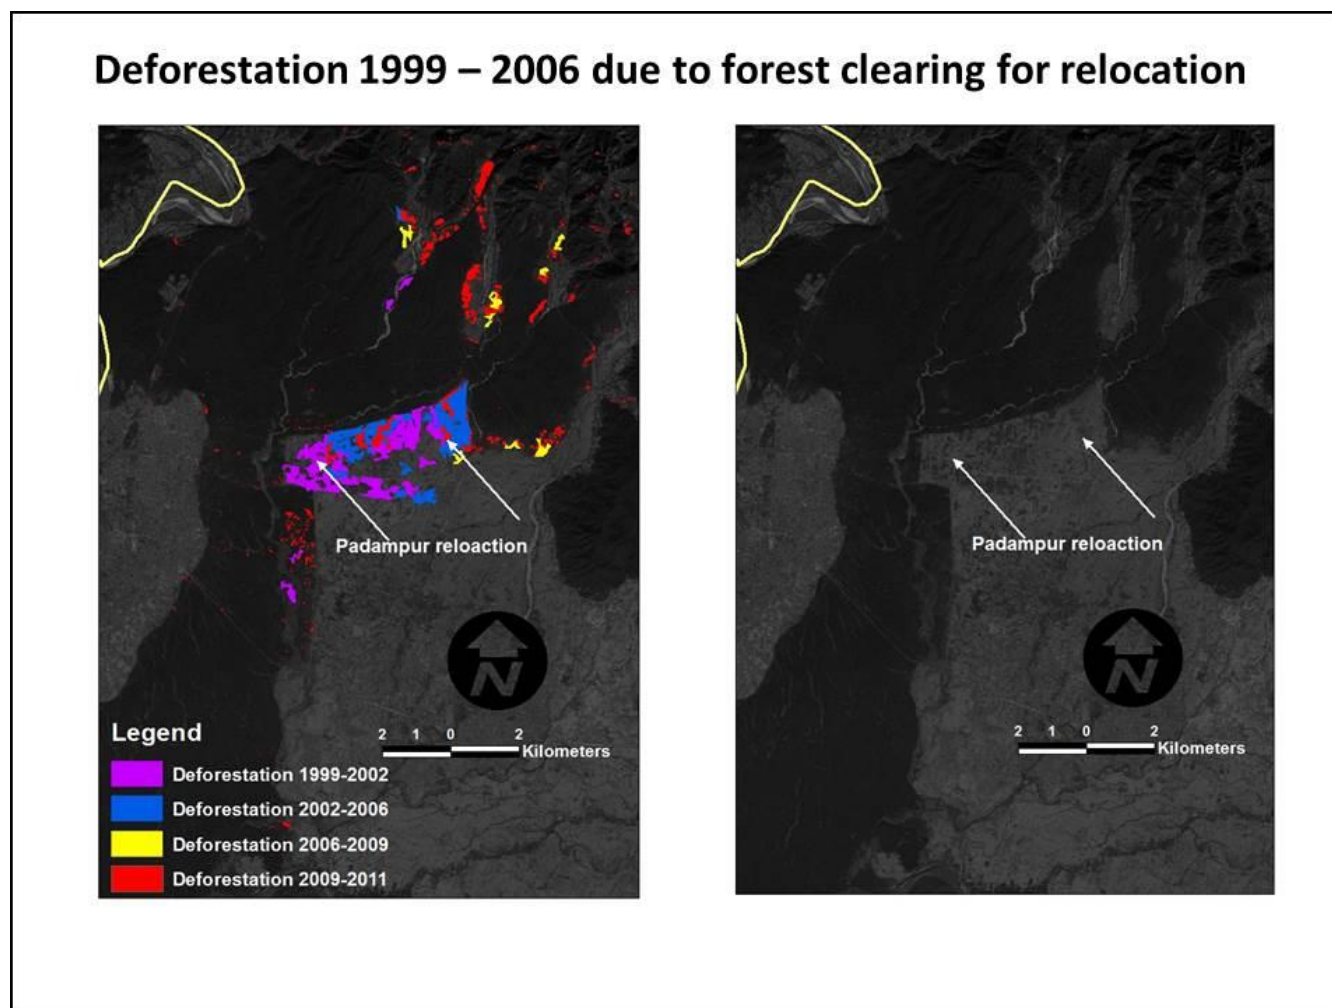 Deforestation 1999 – 2006 due to forest clearing for relocation
Padampur reloaction
N
2 1 0 2
Kilometers
Legend
Deforestation 1999-2002
Deforestation 2002-2006
Deforestation 2006-2009
Deforestation 2009-2011
Padampur reloaction
N
2 1 0 2
Kilometers